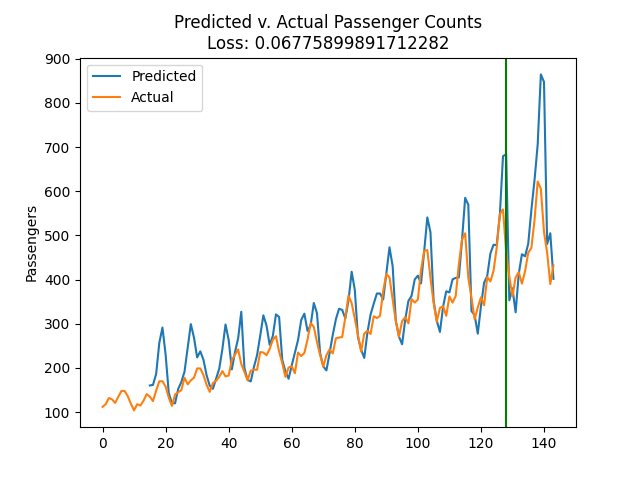 Predicted v. Actual Passenger Counts
Loss: 0.06775899891712282
Predicted
Actual
Passengers
900
800
700
600
500
400
300
200
100
0 20 40 60 80 100 120 140